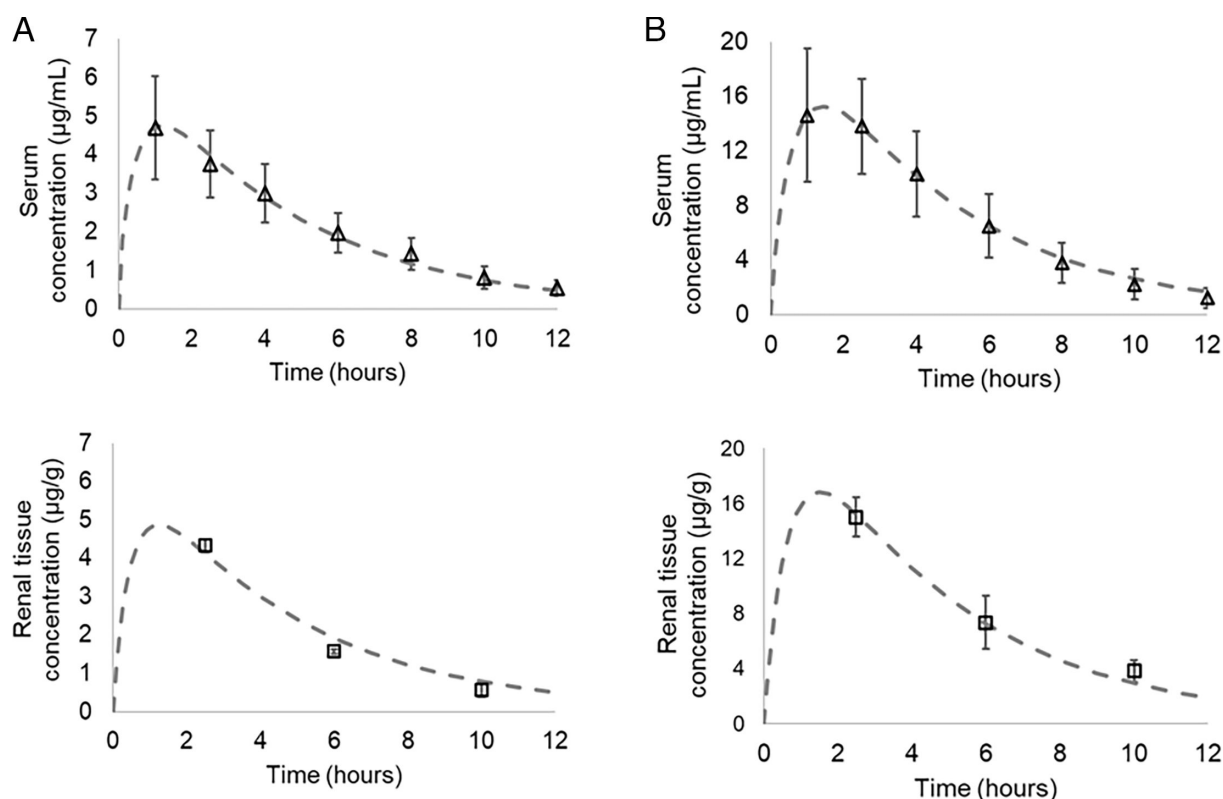 A
7
6
5
4
3
2
1
0
Serum
concentration (µg/mL)
0 2 4 6 8 10 12
Time (hours)
B
20
16
12
8
4
0
Serum
concentration (µg/mL)
0 2 4 6 8 10 12
Time (hours)
7
6
5
4
3
2
1
0
Renal tissue
concentration (µg/g)
0 2 4 6 8 10 12
Time (hours)
20
16
12
8
4
0
Renal tissue
concentration (µg/g)
0 2 4 6 8 10 12
Time (hours)